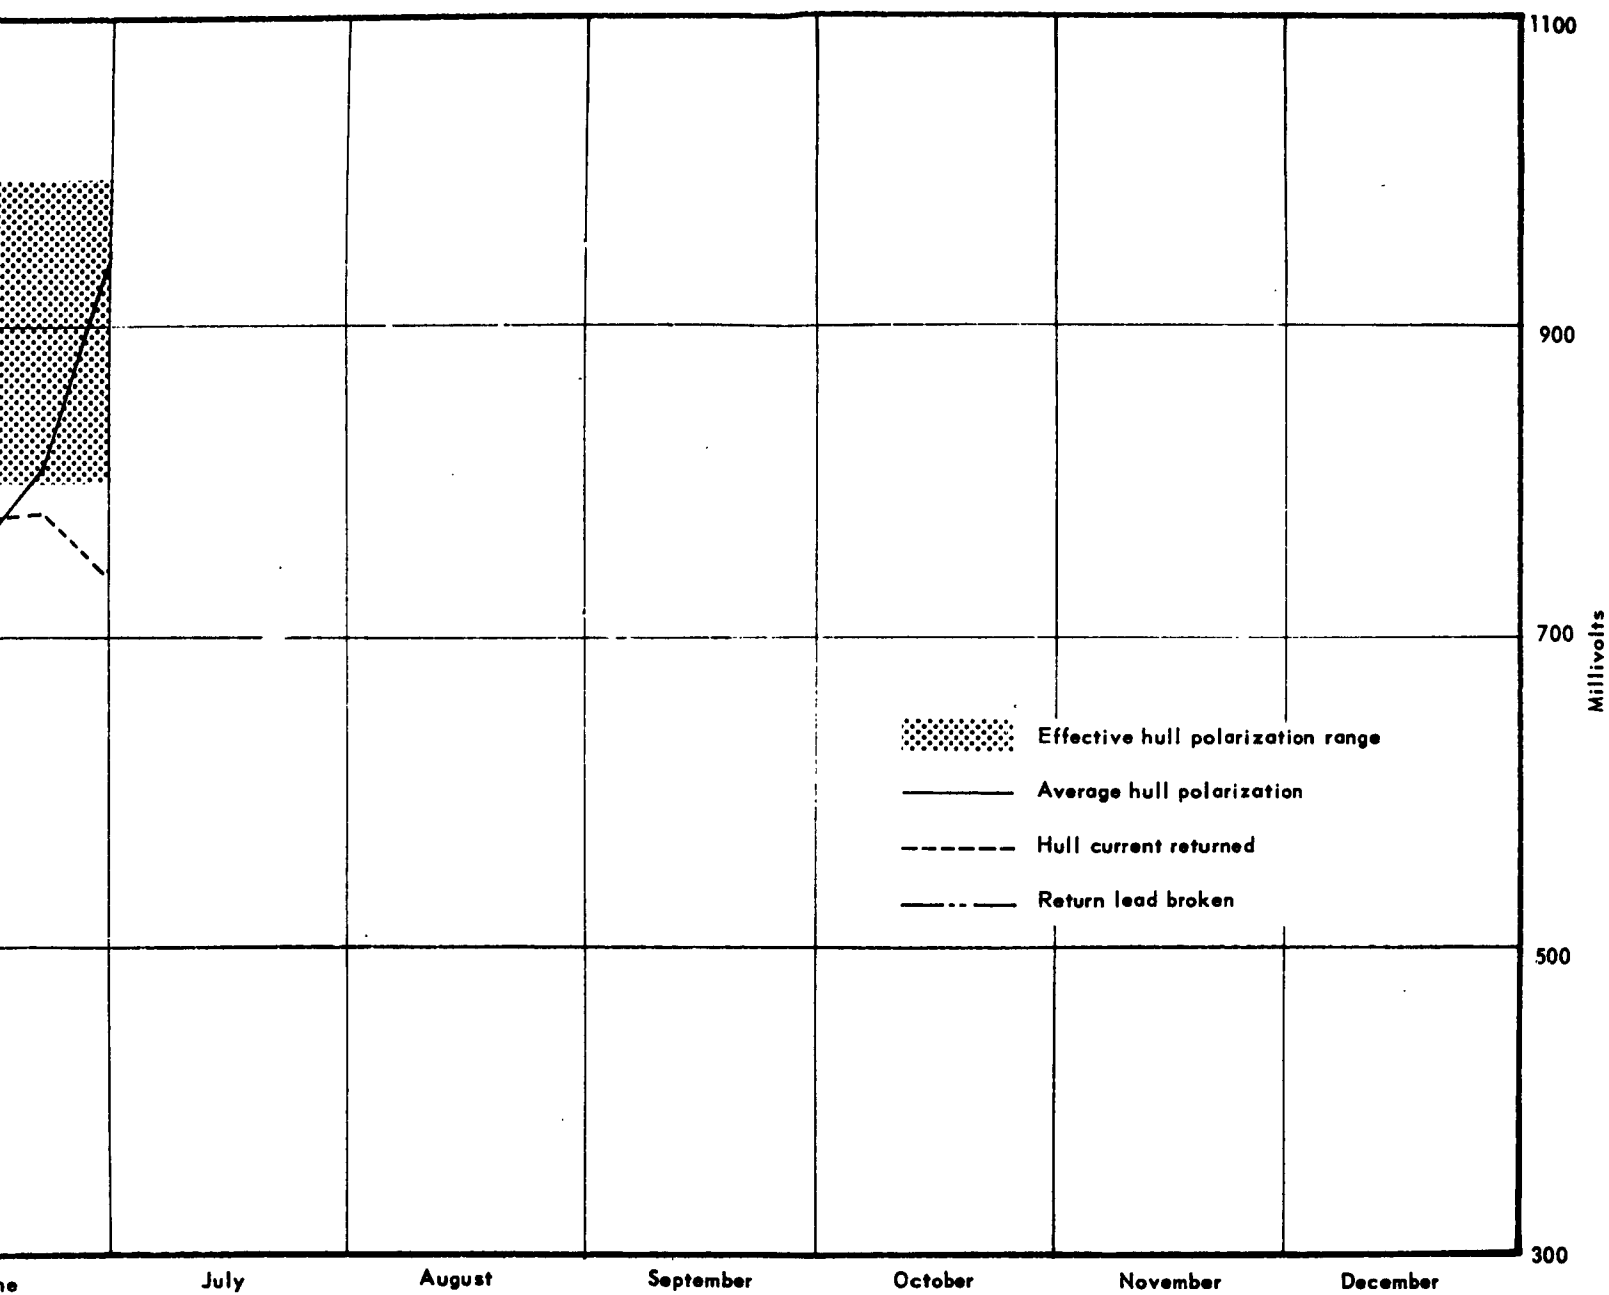 1100
900
700
Millivolts
Effective hull polarization range
Average hull polarization
Hull current returned
Return lead broken
500
300
ne July August September October November December